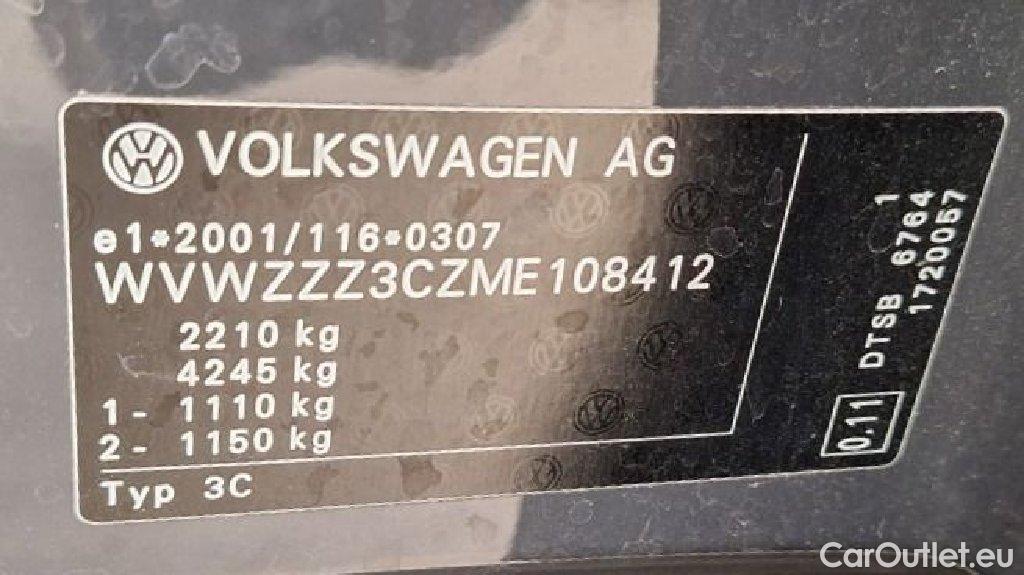 VOLKSWAGEN AG
e1*2001/116*0307
WVWZZZ3CZME108412
2210 kg
4245 kg
1- 1110 kg
2- 1150 kg
Typ 3C
0.11
DTSB 6764
1720057
1
CarOutlet.eu